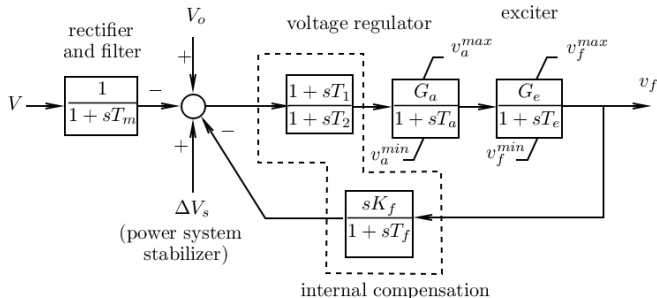 exciter
voltage regulator
V_o
rectifier
and filter
v_a^{max}
v_f^{max}
+
V
1
1 + sT_m
−
1 + sT_1
1 + sT_2
G_a
1 + sT_a
G_e
1 + sT_e
v_f
−
+
v_a^{min}
v_f^{min}
ΔV_s
(power system
stabilizer)
sK_f
1 + sT_f
internal compensation